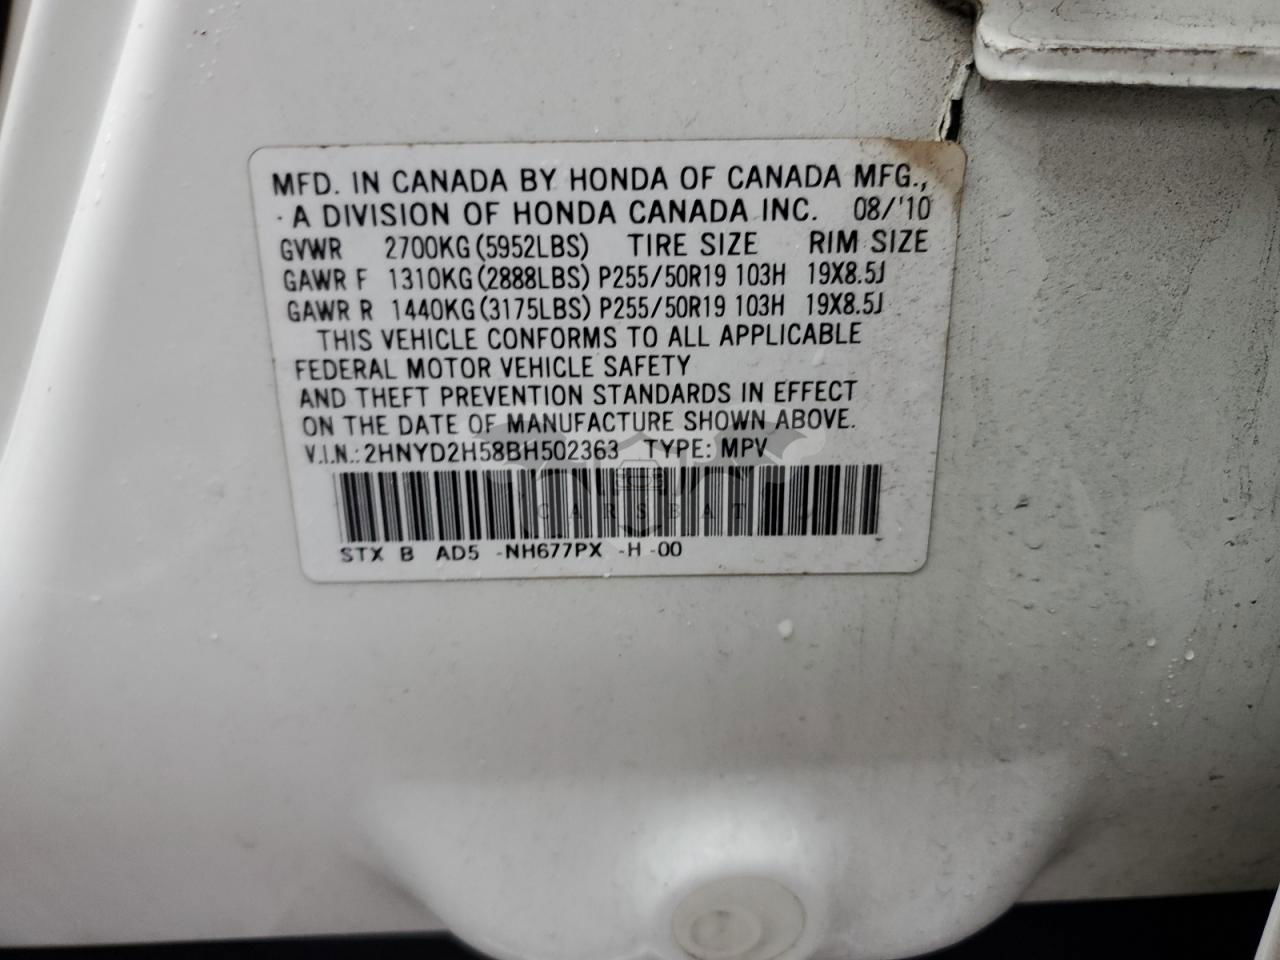 MFD. IN CANADA BY HONDA OF CANADA MFG.,
A DIVISION OF HONDA CANADA INC. 08/'10
GVWR 2700KG (5952LBS) TIRE SIZE RIM SIZE
GAWR F 1310KG (2888LBS) P255/50R19 103H 19X8.5J
GAWR R 1440KG (3175LBS) P255/50R19 103H 19X8.5J
THIS VEHICLE CONFORMS TO ALL APPLICABLE
FEDERAL MOTOR VEHICLE SAFETY
AND THEFT PREVENTION STANDARDS IN EFFECT
ON THE DATE OF MANUFACTURE SHOWN ABOVE.
V.I.N.: 2HNYD2H58BH502363 TYPE: MPV
CARSBAT
STX B AD5 -NH677PX -H -00